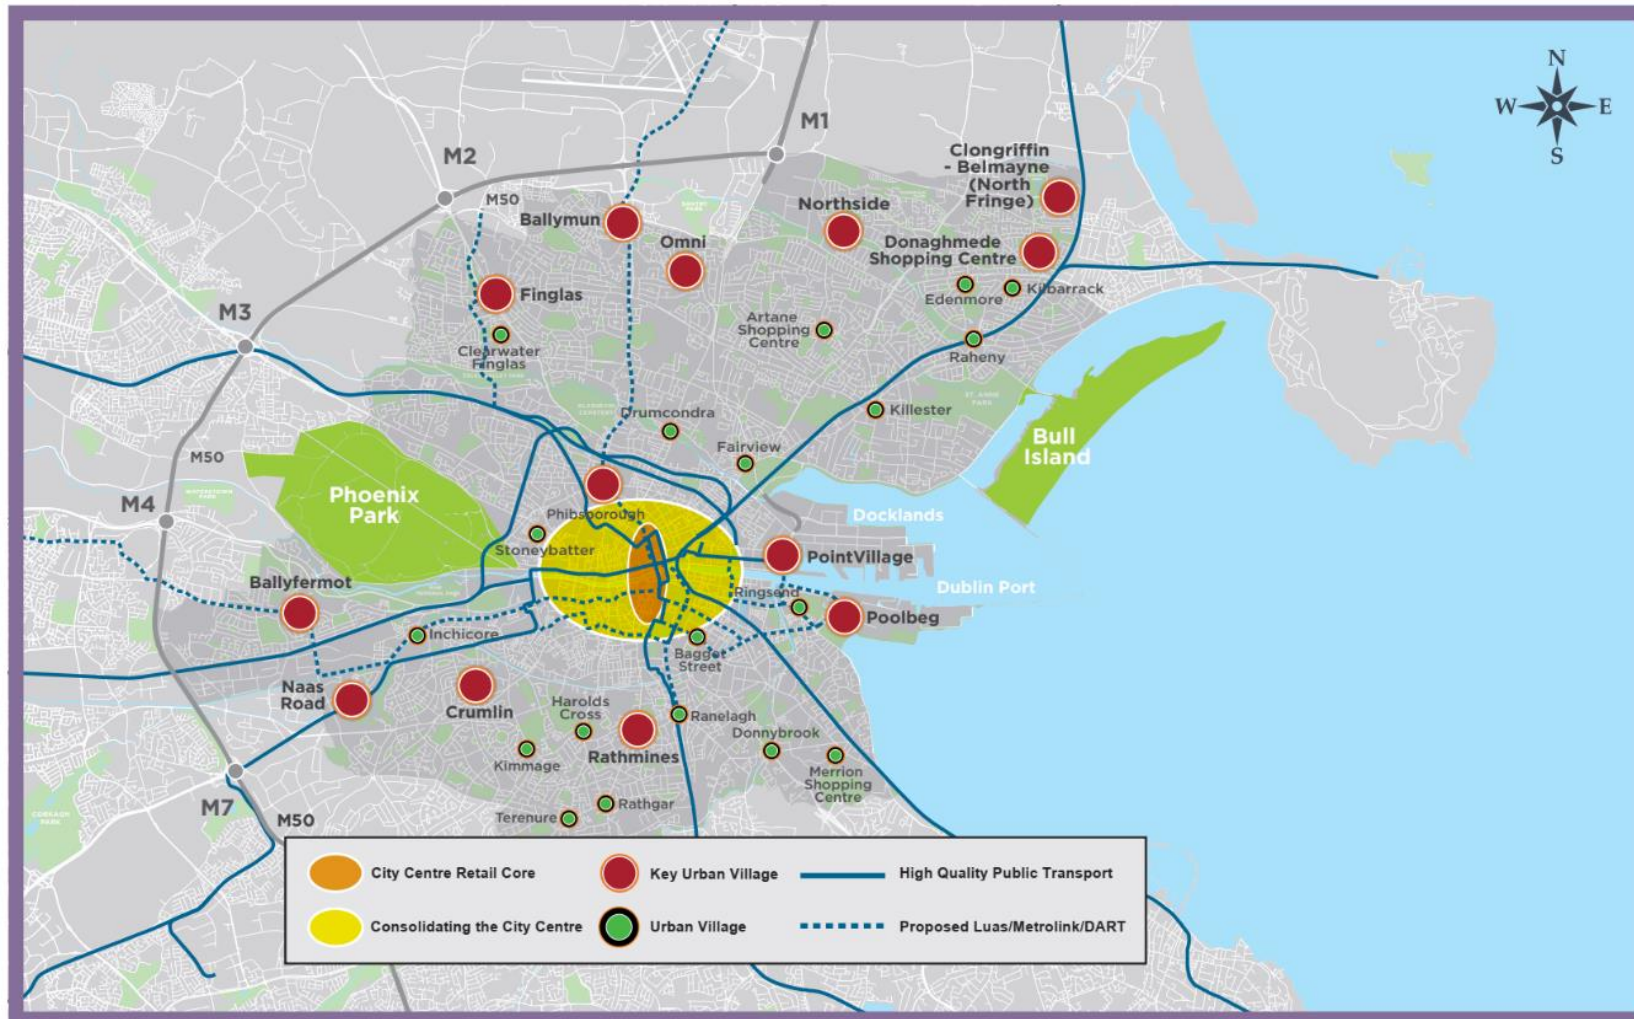 N
W
E
S
M1
M2
M50
Clongriffin
- Belmayne
(North
Fringe)
Northside
Ballymun
Omni
Donaghmede
Shopping Centre
Finglas
Edenmore
Kilbarrack
M3
Artane
Shopping
Centre
Clearwater
Finglas
Raheny
ST. ANNE
PARK
Killester
Drumcondra
Fairview
Bull
Island
M50
Phoenix
Park
M4
Phibsborough
Docklands
Stoneybatter
PointVillage
Ballyfermot
Dublin Port
Ringsend
Poolbeg
Inchicore
Baggot
Street
Naas
Road
Crumlin
Harolds
Cross
Ranelagh
Donnybrook
Kimmage
Rathmines
Merrion
Shopping
Centre
M7
Rathgar
Terenure
M50
City Centre Retail Core
Key Urban Village
High Quality Public Transport
Consolidating the City Centre
Urban Village
Proposed Luas/Metrolink/DART